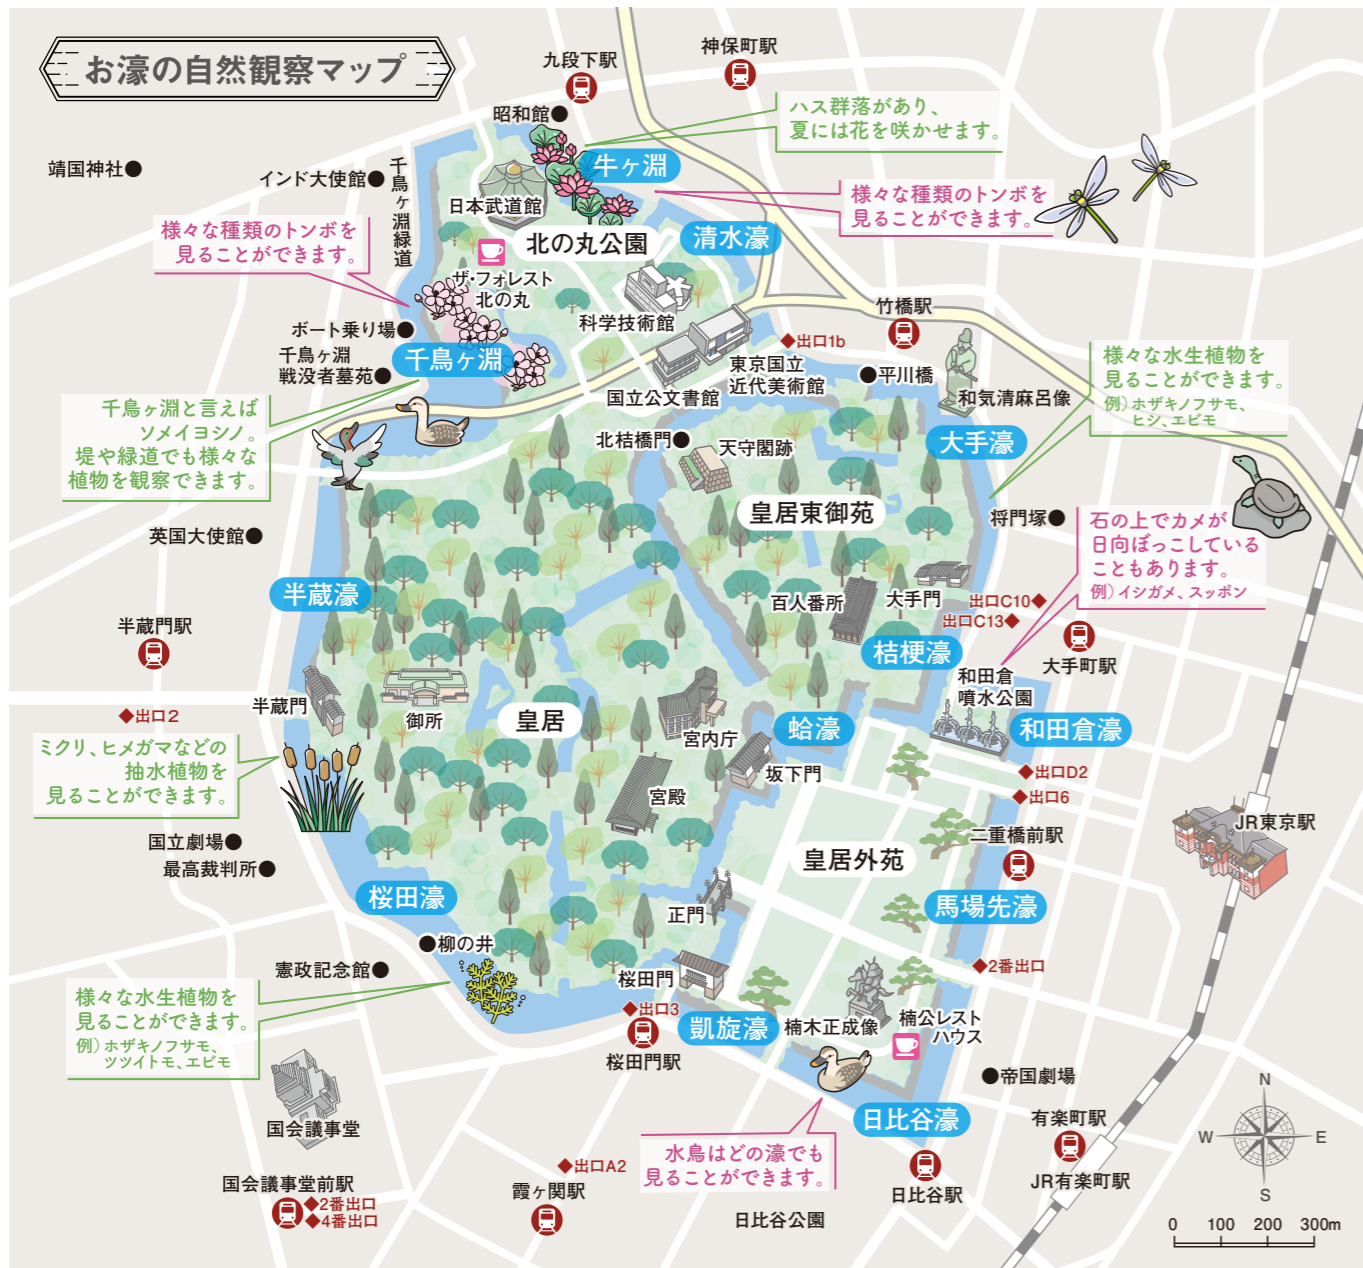 お濠の自然観察マップ
九段下駅
神保町駅
昭和館
ハス群落があり、
夏には花を咲かせます。
靖国神社
インド大使館
千鳥ヶ淵緑道
牛ヶ淵
様々な種類のトンボを
見ることができます。
日本武道館
様々な種類のトンボを
見ることができます。
北の丸公園
清水濠
ザ・フォレスト
北の丸
科学技術館
竹橋駅
ボート乗り場
出口1b
千鳥ヶ淵
千鳥ヶ淵
戦没者墓苑
東京国立
近代美術館
平川橋
和気清麻呂像
様々な水生植物を
見ることができます。
例）ホザキノフサモ、
ヒシ、エビモ
国立公文書館
千鳥ヶ淵と言えば
ソメイヨシノ。
堤や緑道でも様々な
植物を観察できます。
北桔橋門
天守閣跡
大手濠
皇居東御苑
将門塚
石の上でカメが
日向ぼっこしている
こともあります。
例）イシガメ、スッポン
英国大使館
半蔵濠
百人番所
大手門
出口C10
出口C13
半蔵門駅
桔梗濠
大手町駅
和田倉
噴水公園
半蔵門
出口2
御所
皇居
宮内庁
蛤濠
和田倉濠
ミクリ、ヒメガマなどの
抽水植物を
見ることができます。
坂下門
出口D2
宮殿
出口6
国立劇場
最高裁判所
二重橋前駅
JR東京駅
皇居外苑
桜田濠
正門
馬場先濠
柳の井
憲政記念館
2番出口
桜田門
様々な水生植物を
見ることができます。
例）ホザキノフサモ、
ツツイトモ、エビモ
出口3
桜田門駅
凱旋濠
楠木正成像
楠公レスト
ハウス
帝国劇場
国会議事堂
日比谷濠
有楽町駅
水鳥はどの濠でも
見ることができます。
出口A2
霞ヶ関駅
国会議事堂前駅
2番出口
4番出口
日比谷駅
JR有楽町駅
日比谷公園
N
W
E
S
0 100 200 300m